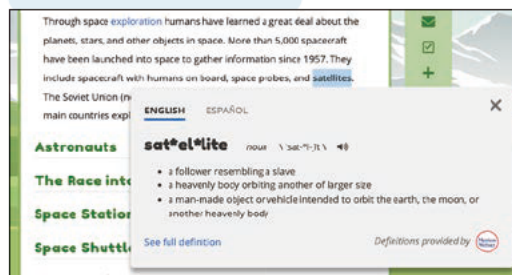 Through space exploration humans have learned a great deal about the
planets, stars, and other objects in space. More than 5,000 spacecraft
have been launched into space to gather information since 1957. They
include spacecraft with humans on board, space probes, and satellites.
The Soviet Union (n
main countries expl
ENGLISH ESPAÑOL
sat*el*lite noun \ˈsat-ᵊl-ˌīt\
• a follower resembling a slave
• a heavenly body orbiting another of larger size
• a man-made object or vehicle intended to orbit the earth, the moon, or
another heavenly body
See full definition Definitions provided by
Astronauts
The Race int
Space Station
Space Shuttl